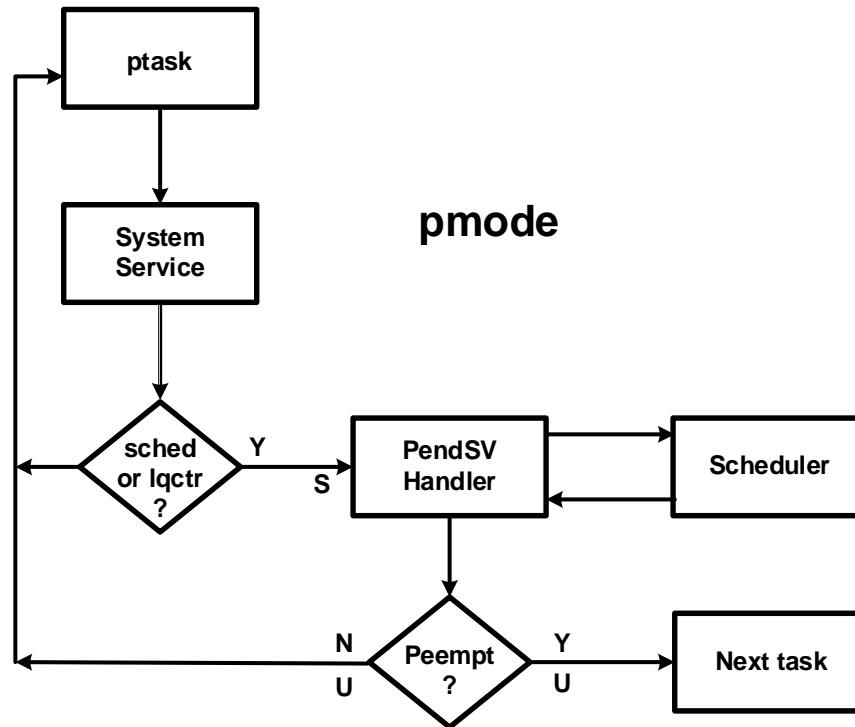 ptask
pmode
System
Service
sched
or lqctr
?
Y
S
PendSV
Handler
Scheduler
N
U
Peempt
?
Y
U
Next task